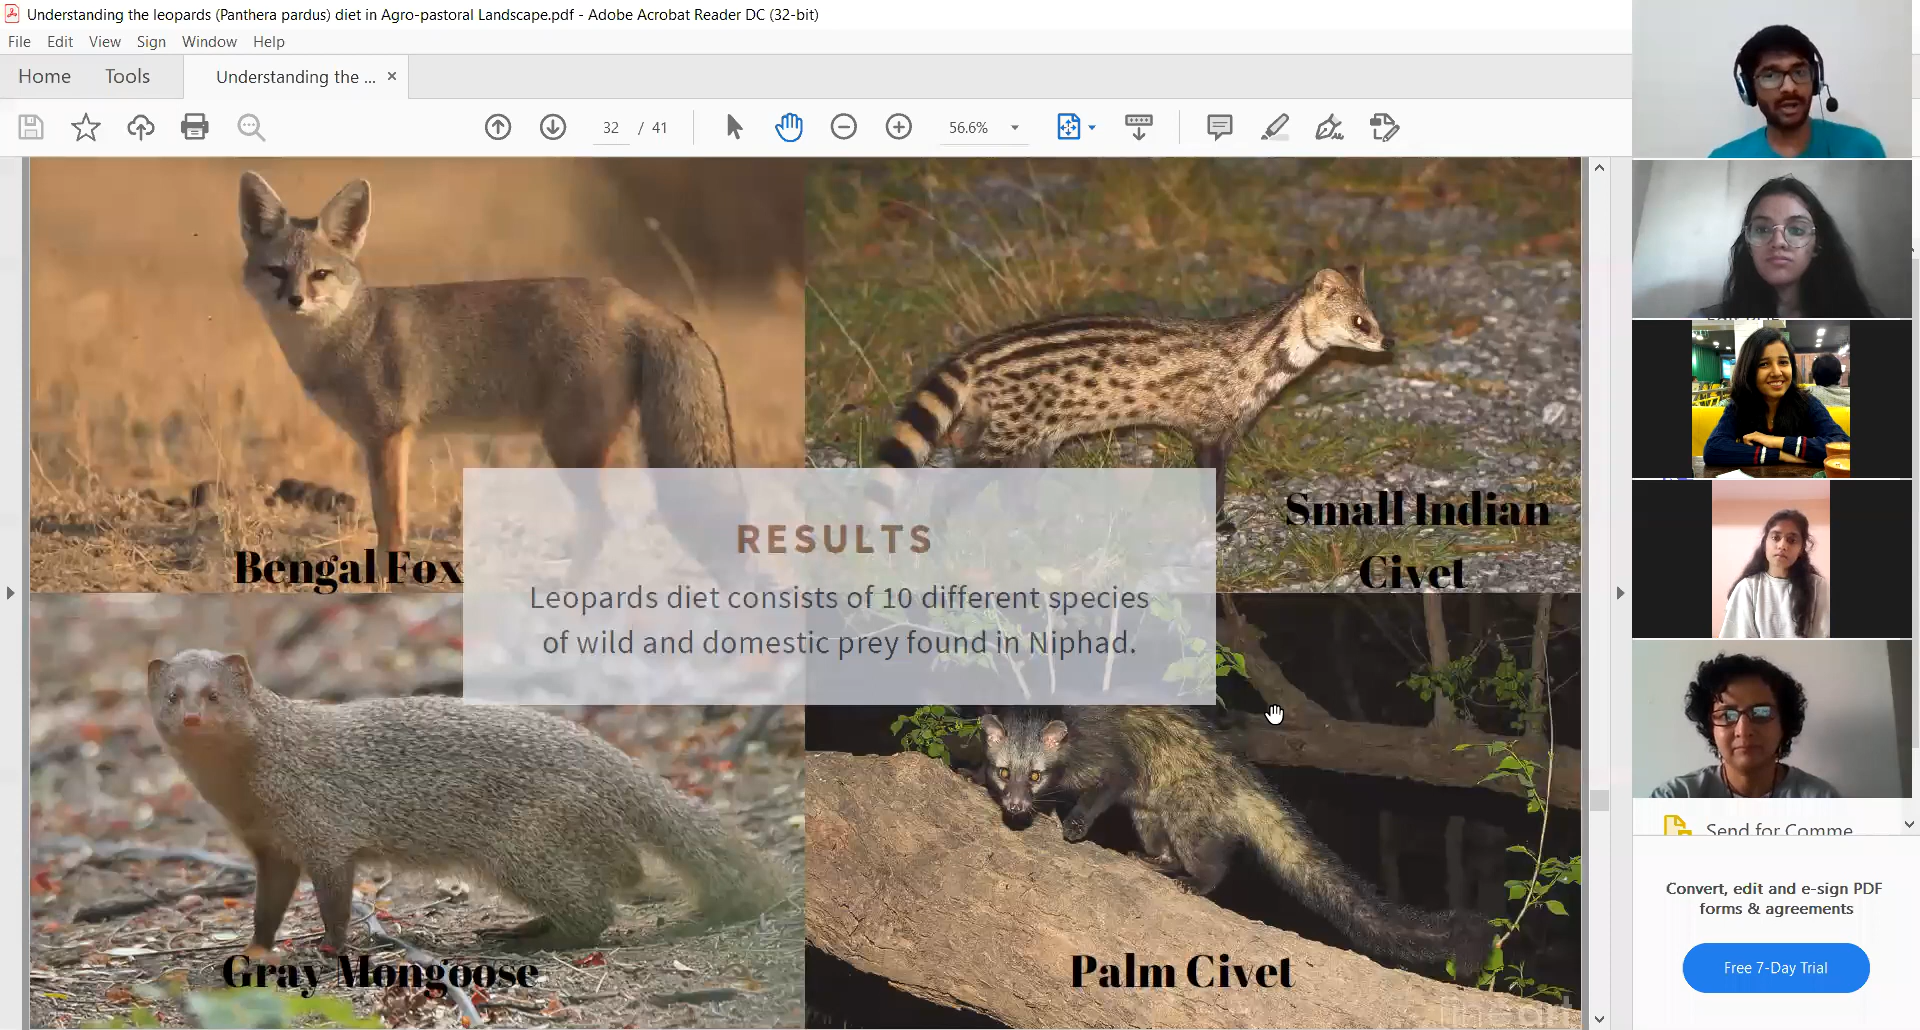 Understanding the leopards (Panthera pardus) diet in Agro-pastoral Landscape.pdf - Adobe Acrobat Reader DC (32-bit)
File Edit View Sign Window Help
Home Tools Understanding the ... ×
32 / 41 56.6%
Bengal Fox
Small Indian
Civet
RESULTS
Leopards diet consists of 10 different species
of wild and domestic prey found in Niphad.
Gray Mongoose
Palm Civet
Send for Comme
Convert, edit and e-sign PDF
forms & agreements
Free 7-Day Trial